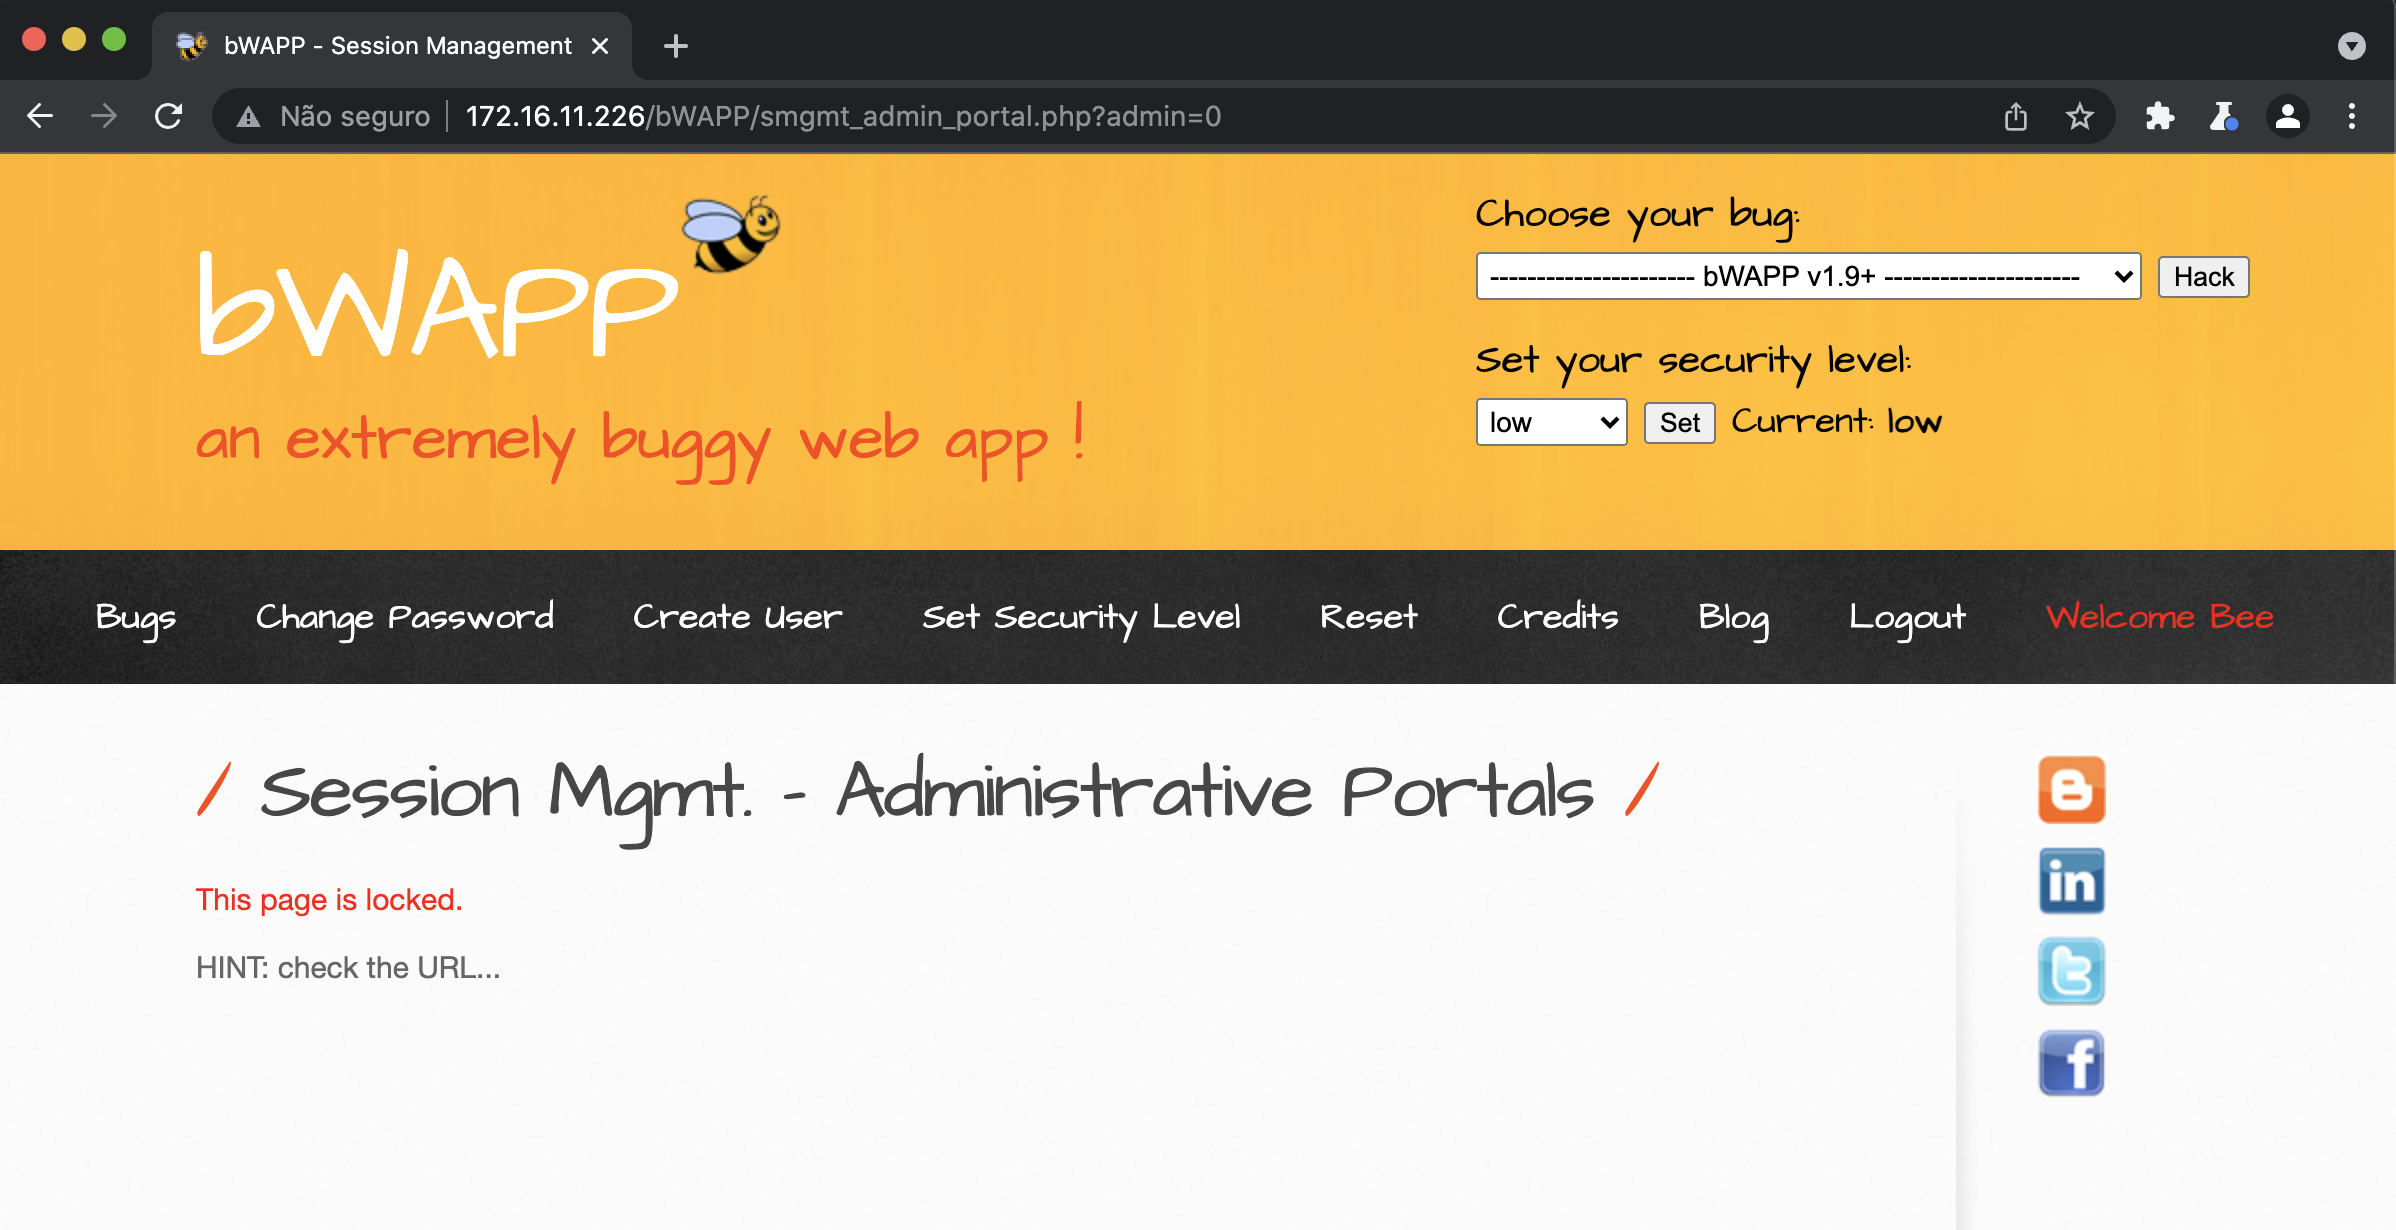 bWAPP - Session Management
Não seguro 172.16.11.226/bWAPP/smgmt_admin_portal.php?admin=0
bWAPP
an extremely buggy web app !
Choose your bug:
---------------------- bWAPP v1.9+ ---------------------
Hack
Set your security level:
low
Set
Current: low
Bugs Change Password Create User Set Security Level Reset Credits Blog Logout Welcome Bee
/ Session Mgmt. - Administrative Portals /
This page is locked.
HINT: check the URL...